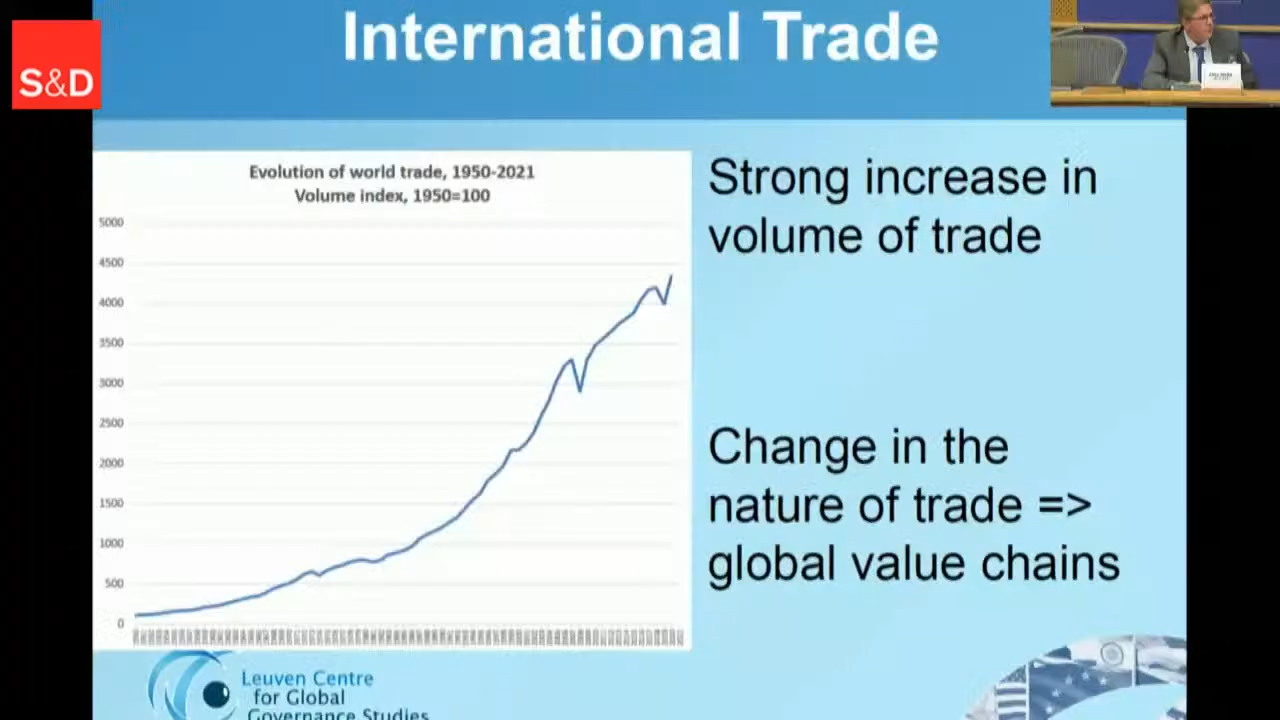 International Trade
S&D
Evolution of world trade, 1950-2021
Volume index, 1950=100
5000
4500
4000
3500
3000
2500
2000
1500
1000
500
0
Strong increase in
volume of trade
Change in the
nature of trade =>
global value chains
Leuven Centre
for Global
Governance Studies